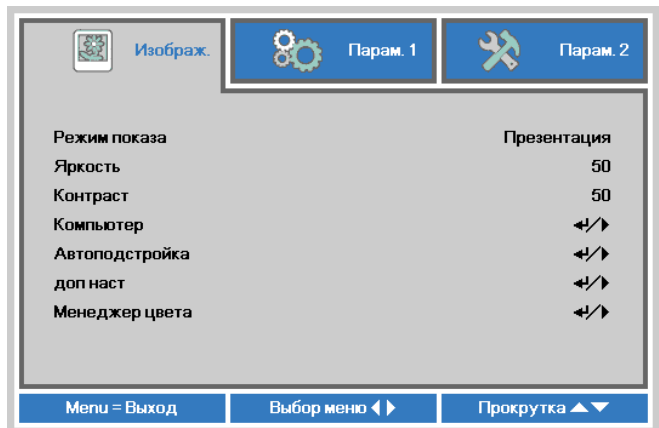 Изображ. Парам. 1 Парам. 2
Режим показа Презентация
Яркость 50
Контраст 50
Компьютер ↵/▶
Автоподстройка ↵/▶
доп наст ↵/▶
Менеджер цвета ↵/▶
Menu = Выход Выбор меню ◀▶ Прокрутка ▲▼